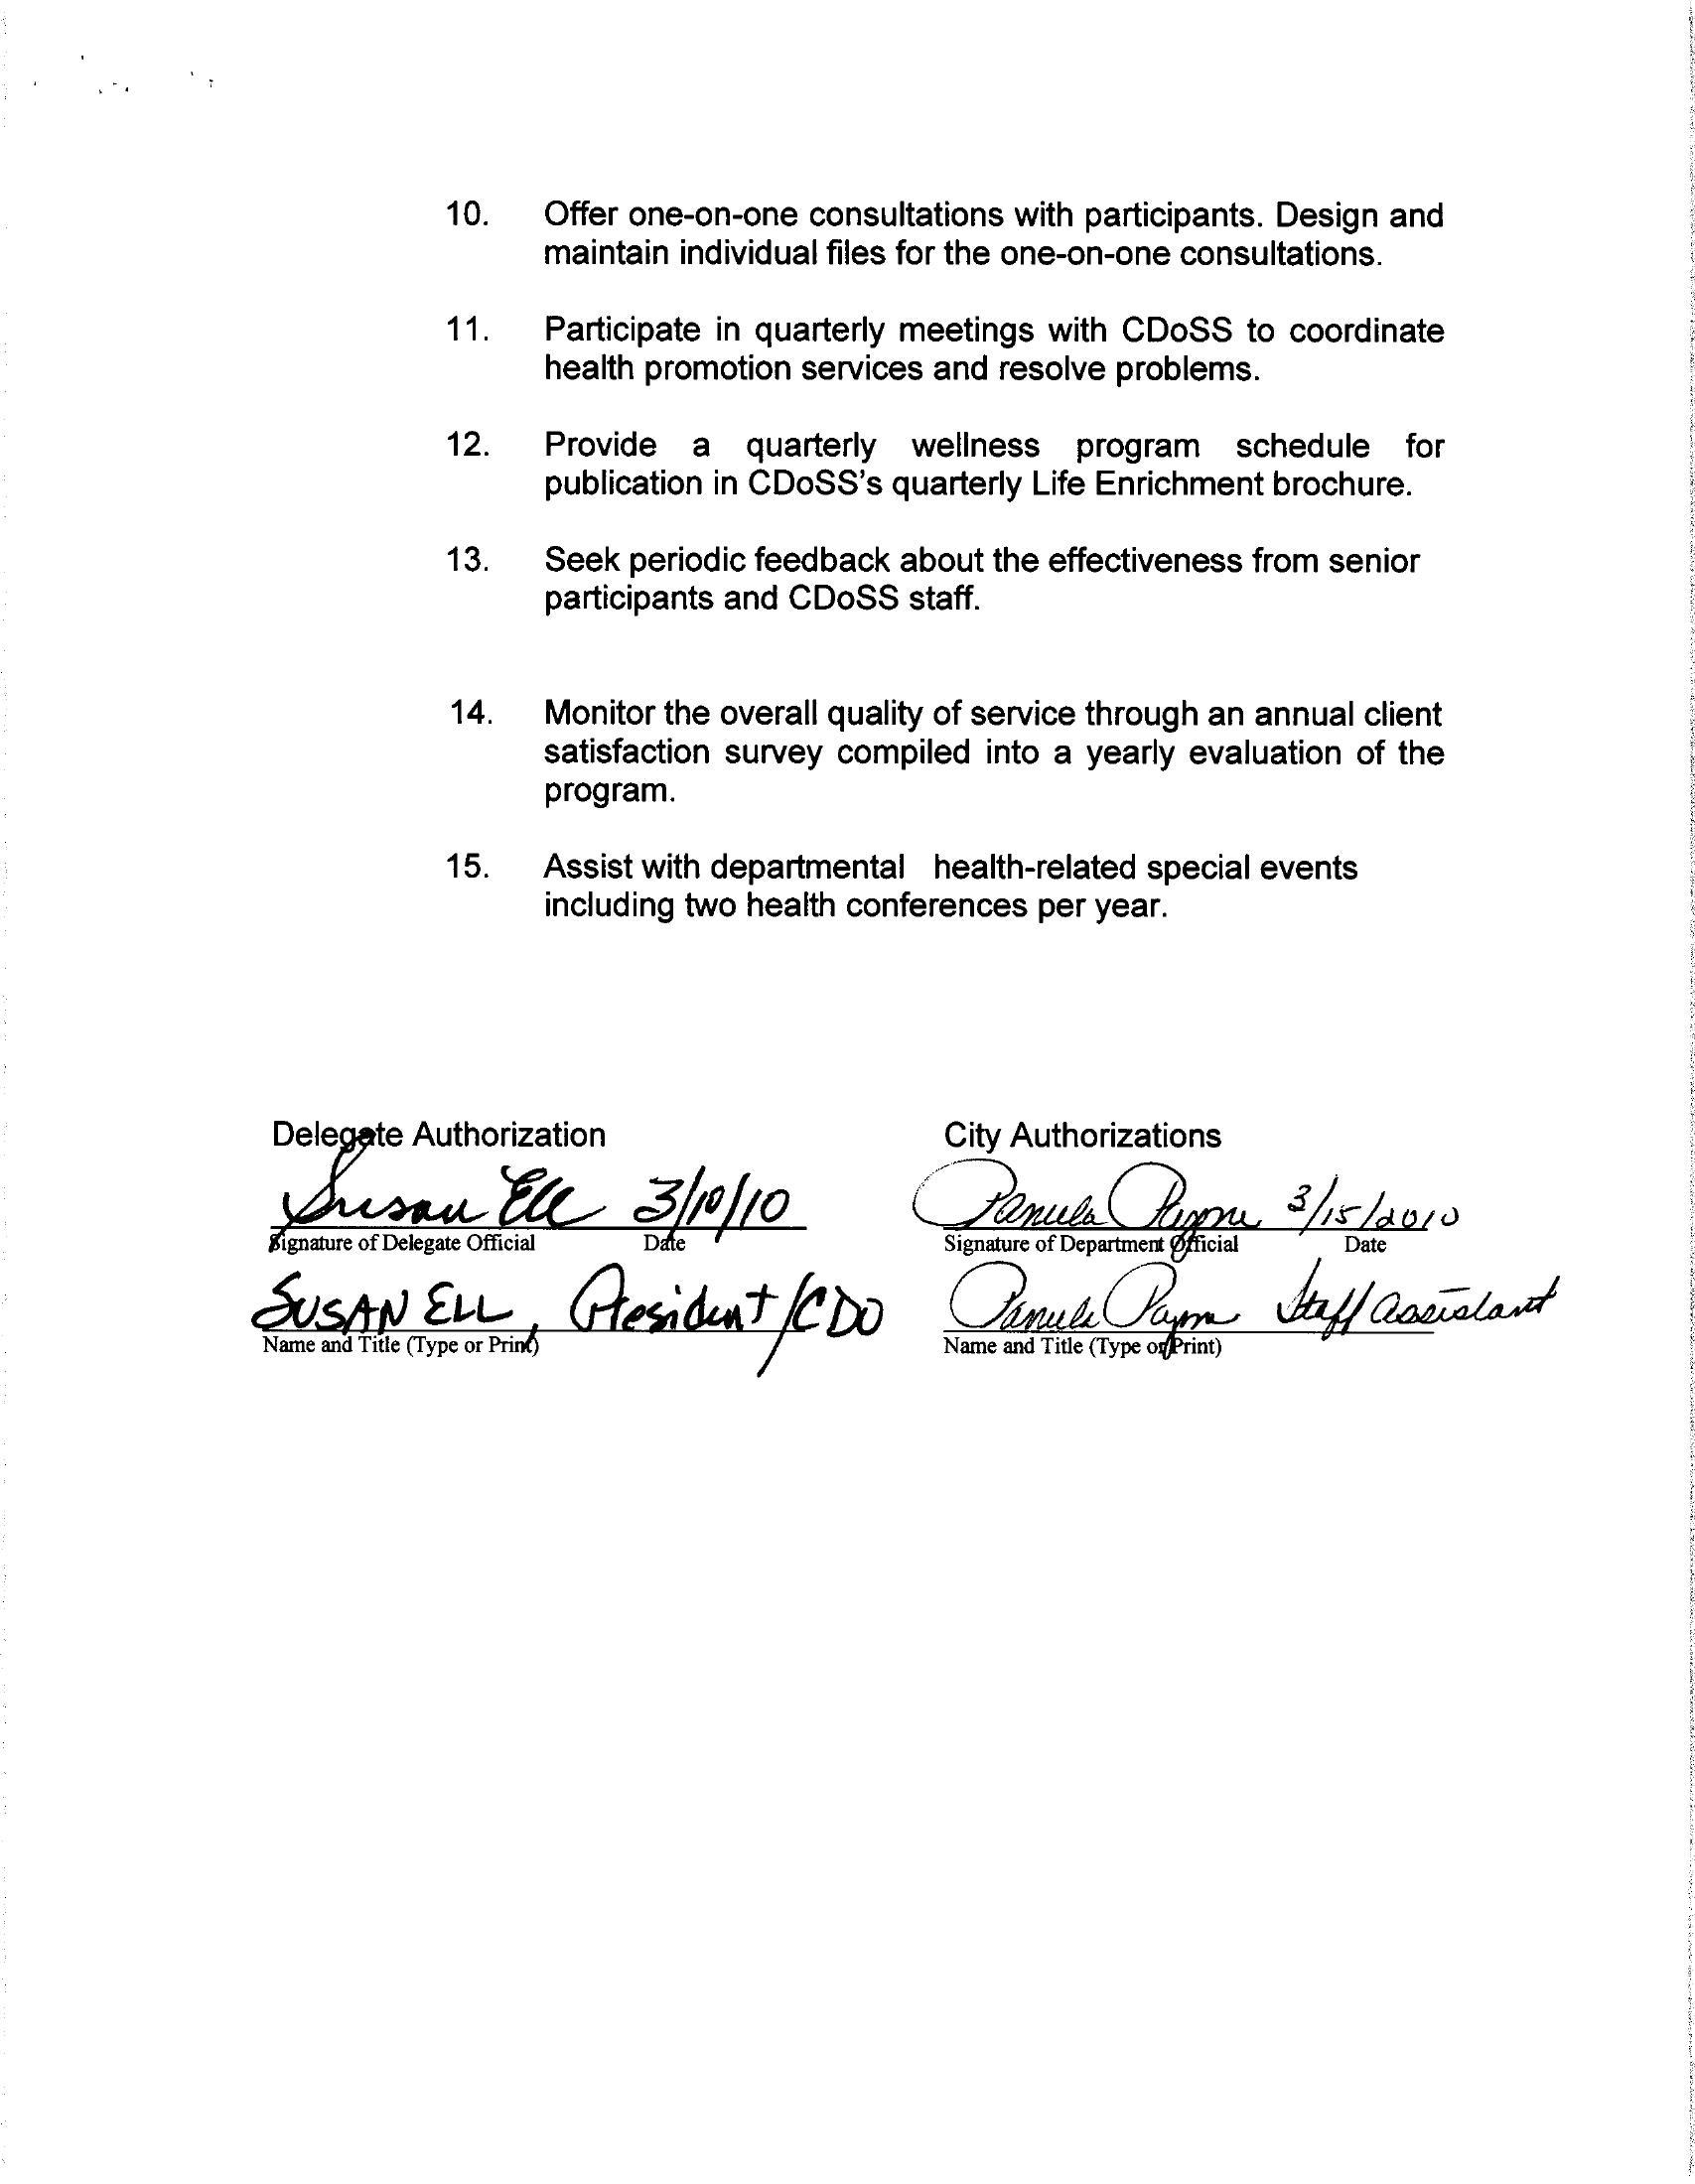 10. Offer one-on-one consultations with participants. Design and
maintain individual files for the one-on-one consultations.
11. Participate in quarterly meetings with CDoSS to coordinate
health promotion services and resolve problems.
12. Provide a quarterly wellness program schedule for
publication in CDoSS's quarterly Life Enrichment brochure.
13. Seek periodic feedback about the effectiveness from senior
participants and CDoSS staff.
14. Monitor the overall quality of service through an annual client
satisfaction survey compiled into a yearly evaluation of the
program.
15. Assist with departmental health-related special events
including two health conferences per year.
Delegate Authorization
Susan Ell 3/10/10
Signature of Delegate Official Date
SUSAN ELL, President/CDO
Name and Title (Type or Print)
City Authorizations
Pamela Payne 3/15/2010
Signature of Department Official Date
Pamela Payne Staff assistant
Name and Title (Type or Print)